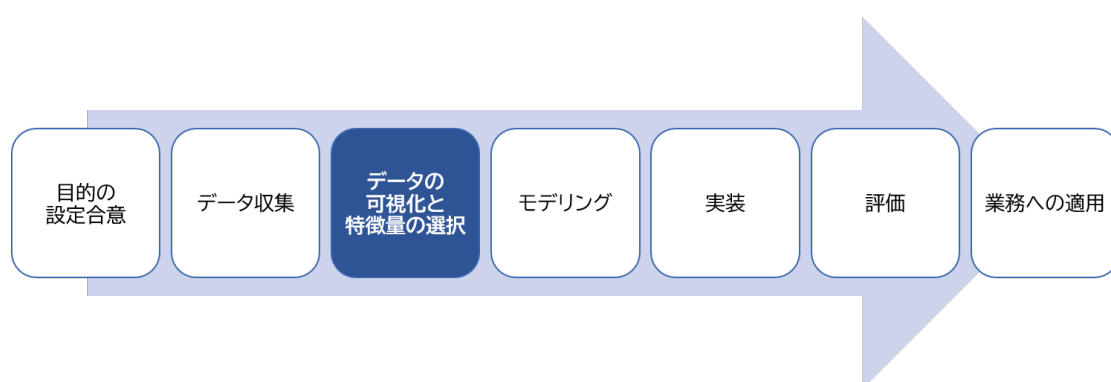 目的の
設定合意
データ収集
データの
可視化と
特徴量の選択
モデリング
実装
評価
業務への適用